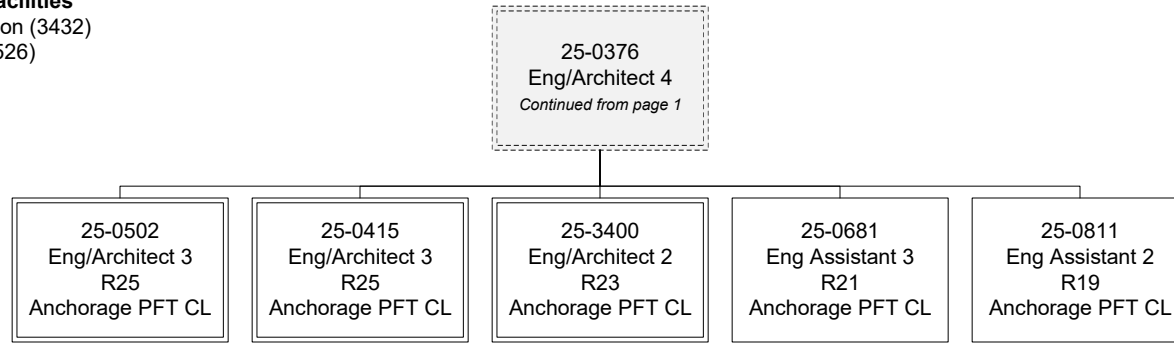 on (3432)
526)
25-0376
Eng/Architect 4
Continued from page 1
25-0502
Eng/Architect 3
R25
Anchorage PFT CL
25-0415
Eng/Architect 3
R25
Anchorage PFT CL
25-3400
Eng/Architect 2
R23
Anchorage PFT CL
25-0681
Eng Assistant 3
R21
Anchorage PFT CL
25-0811
Eng Assistant 2
R19
Anchorage PFT CL